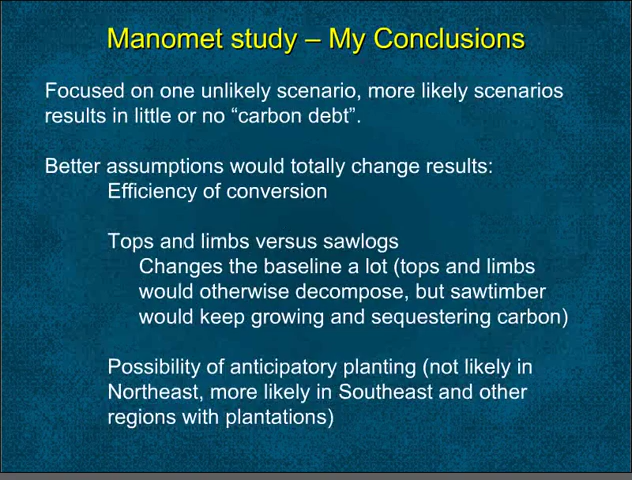 Manomet study – My Conclusions
Focused on one unlikely scenario, more likely scenarios
results in little or no “carbon debt”.
Better assumptions would totally change results:
Efficiency of conversion
Tops and limbs versus sawlogs
Changes the baseline a lot (tops and limbs
would otherwise decompose, but sawtimber
would keep growing and sequestering carbon)
Possibility of anticipatory planting (not likely in
Northeast, more likely in Southeast and other
regions with plantations)